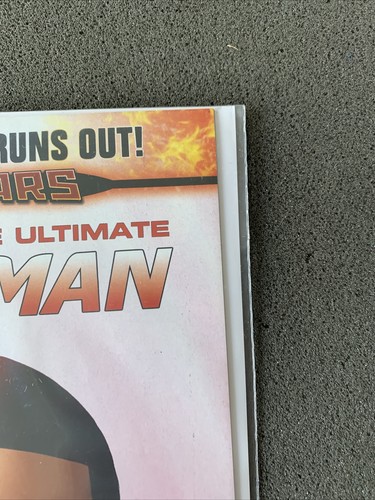 RUNS OUT!
ARS
E ULTIMATE
MAN